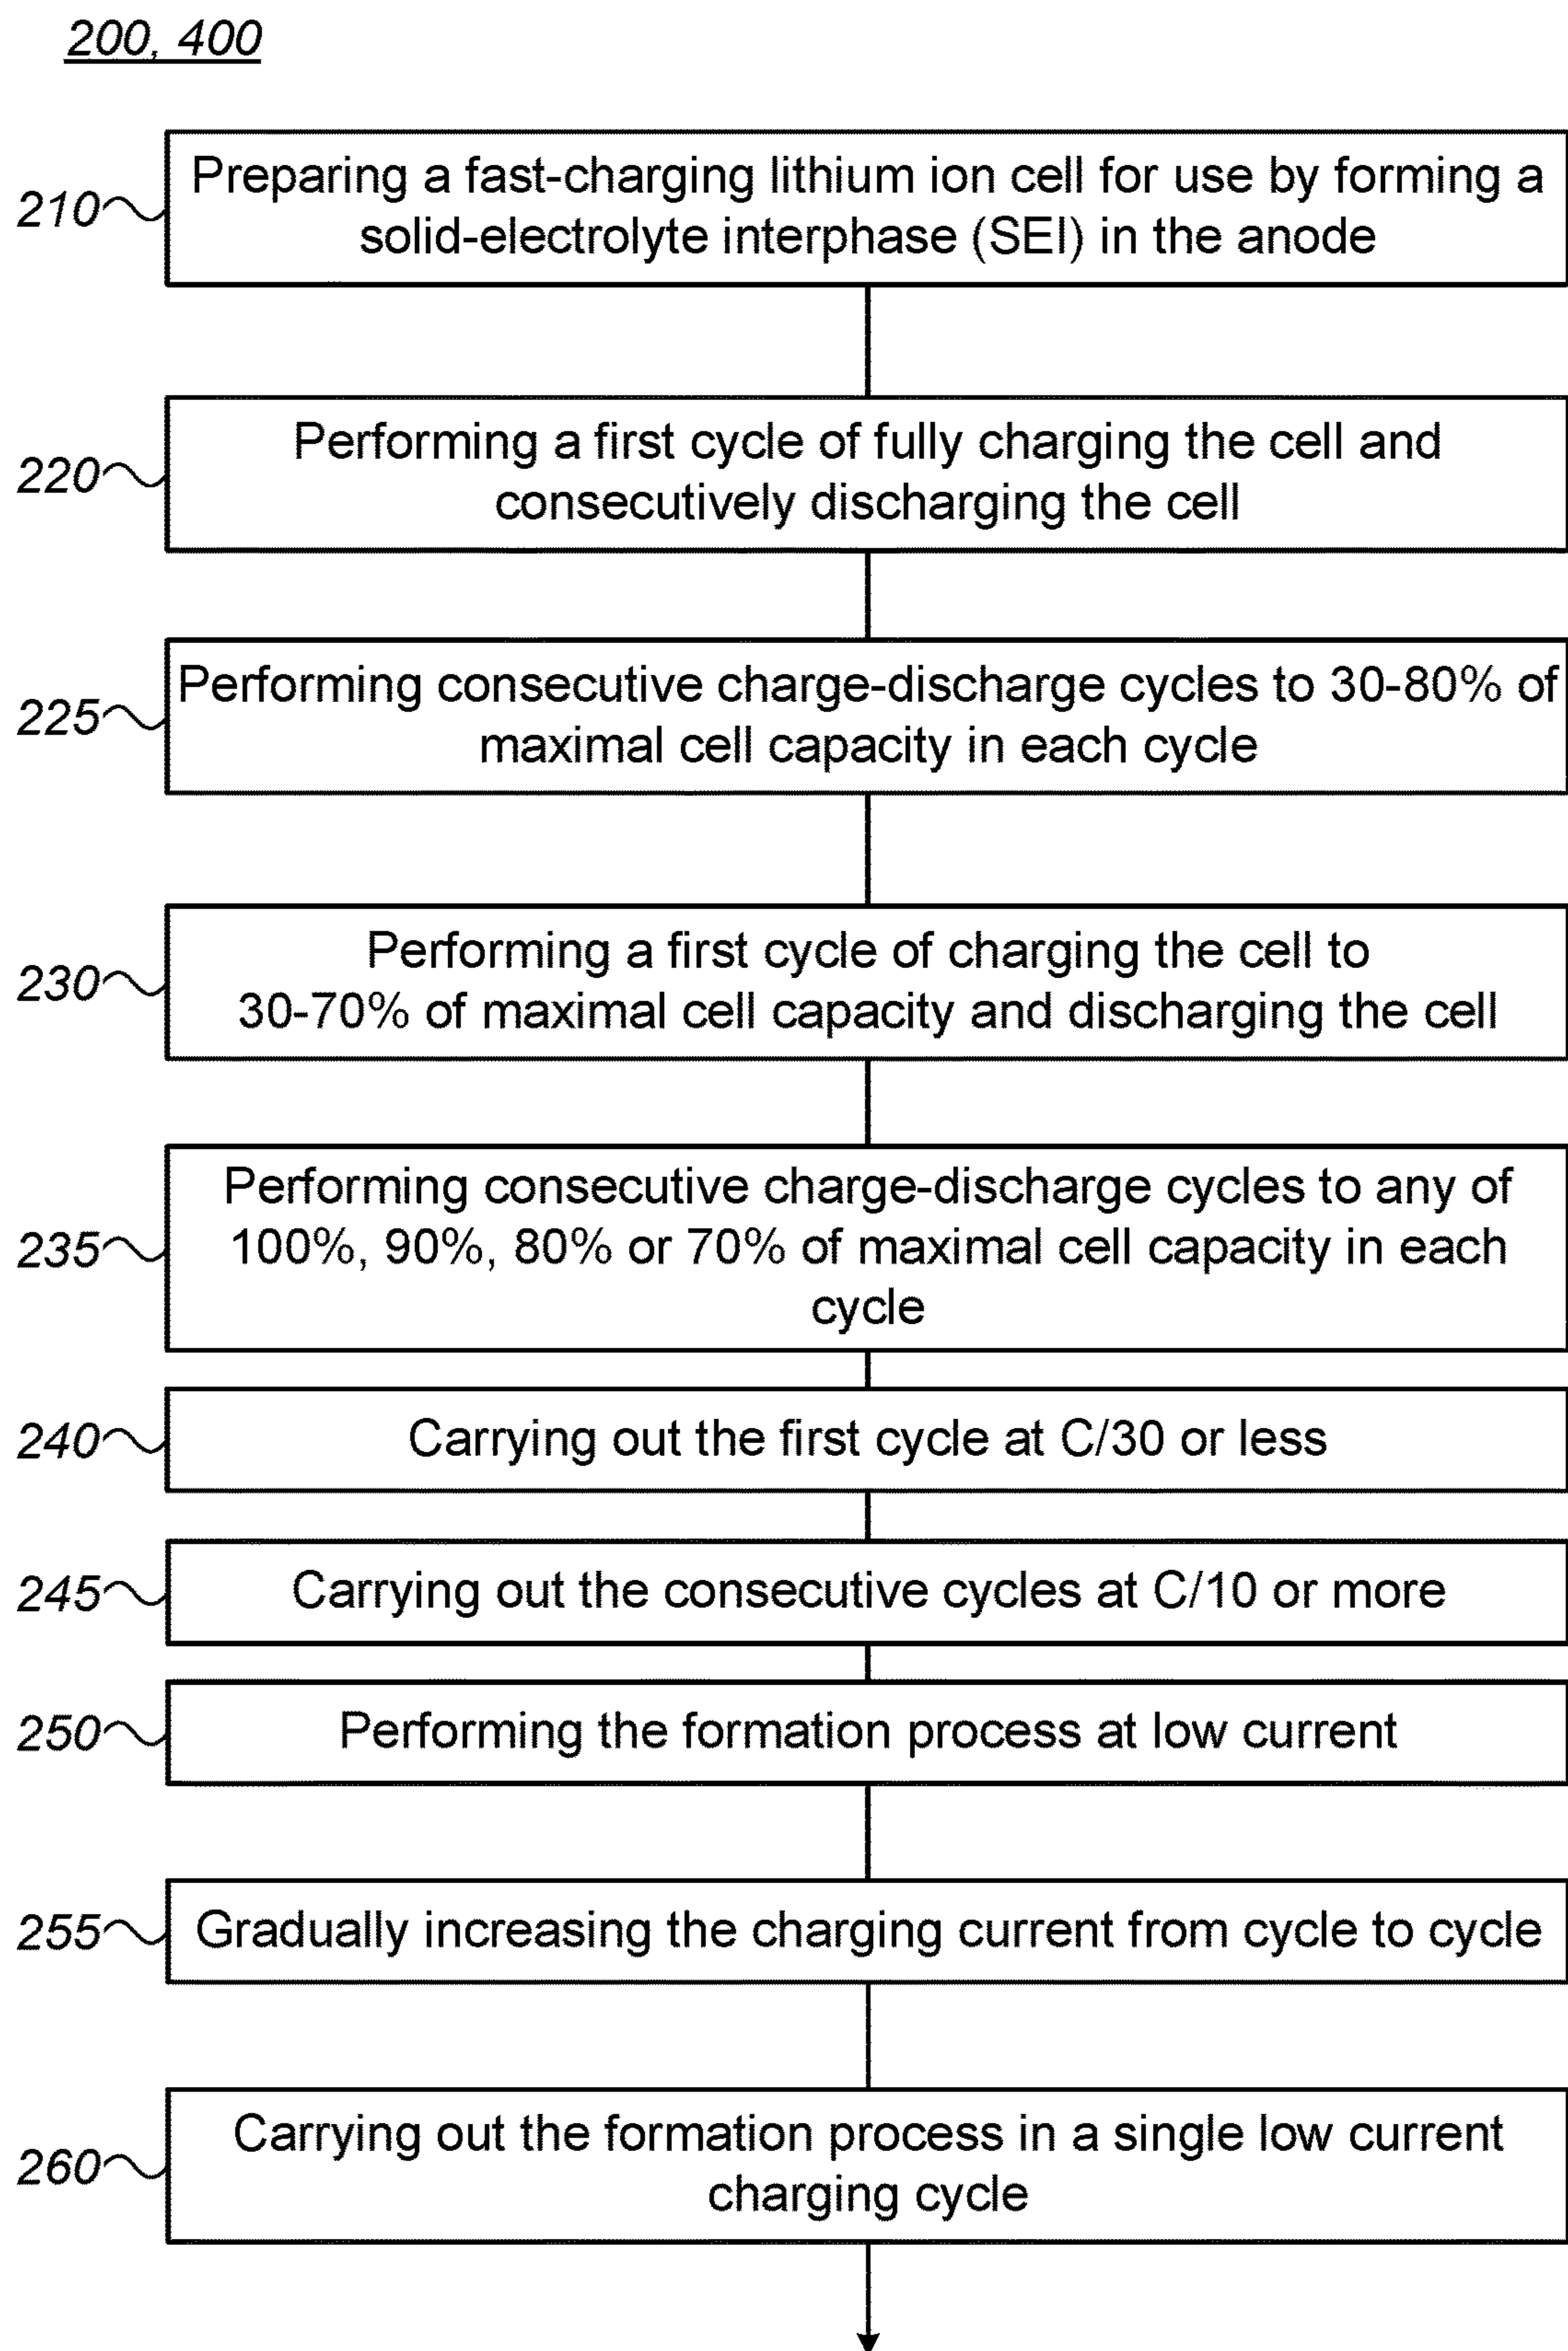 200, 400
210
Preparing a fast-charging lithium ion cell for use by forming a
solid-electrolyte interphase (SEI) in the anode
220
Performing a first cycle of fully charging the cell and
consecutively discharging the cell
225
Performing consecutive charge-discharge cycles to 30-80% of
maximal cell capacity in each cycle
230
Performing a first cycle of charging the cell to
30-70% of maximal cell capacity and discharging the cell
235
Performing consecutive charge-discharge cycles to any of
100%, 90%, 80% or 70% of maximal cell capacity in each
cycle
240
Carrying out the first cycle at C/30 or less
245
Carrying out the consecutive cycles at C/10 or more
250
Performing the formation process at low current
255
Gradually increasing the charging current from cycle to cycle
260
Carrying out the formation process in a single low current
charging cycle